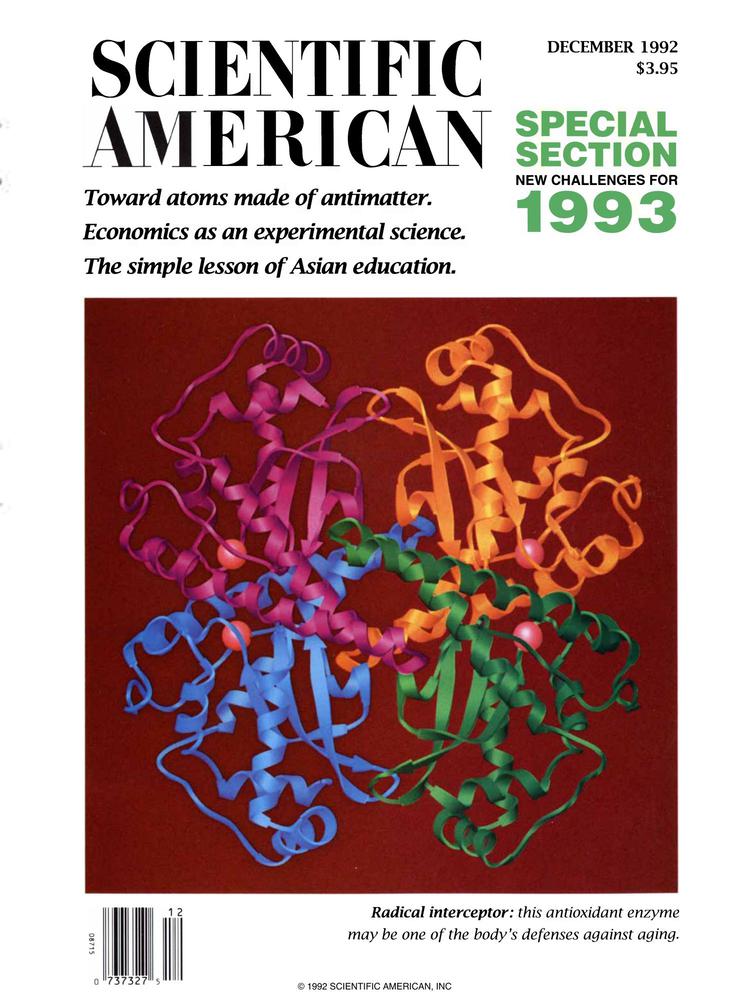 SCIENTIFIC
AMERICAN
DECEMBER 1992
$3.95
SPECIAL
SECTION
NEW CHALLENGES FOR
1993
Toward atoms made of antimatter.
Economics as an experimental science.
The simple lesson of Asian education.
Radical interceptor: this antioxidant enzyme
may be one of the body's defenses against aging.
12
08715
0 737327 5
© 1992 SCIENTIFIC AMERICAN, INC